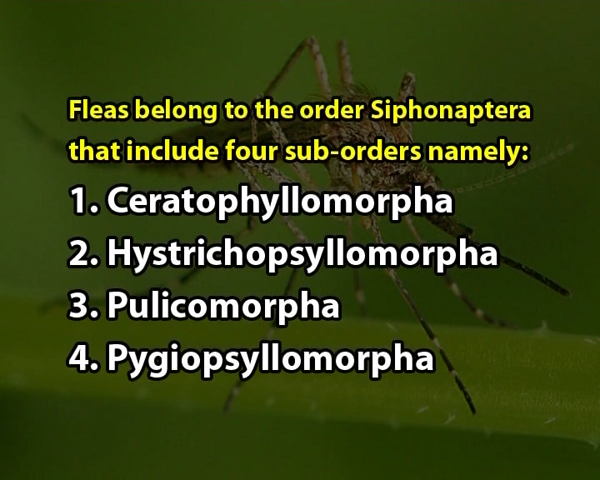 Fleas belong to the order Siphonaptera
that include four sub-orders namely:
1. Ceratophyllomorpha
2. Hystrichopsyllomorpha
3. Pulicomorpha
4. Pygiopsyllomorpha